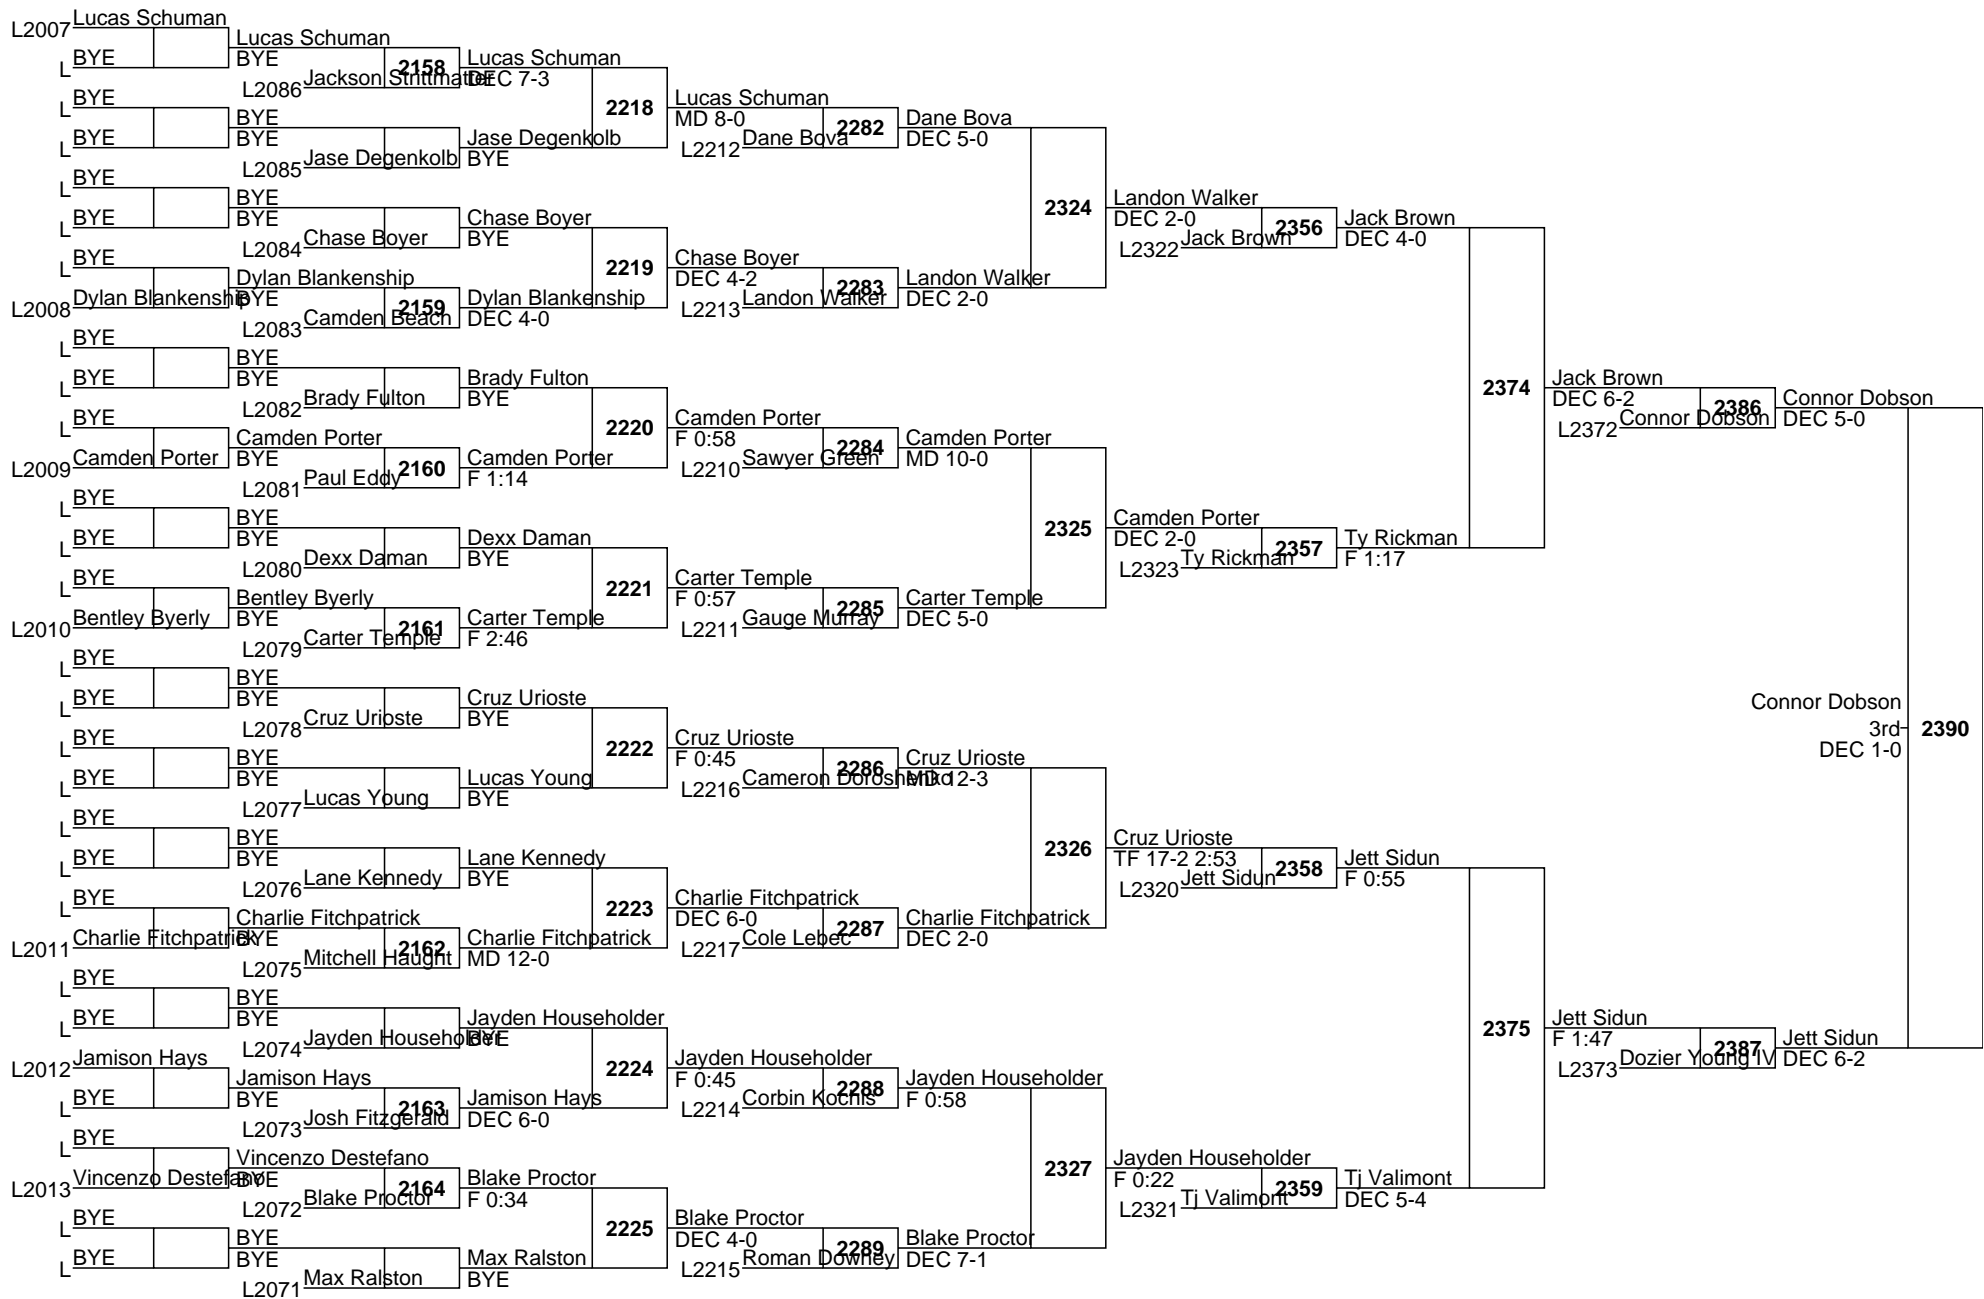 Lucas Schuman
L2007
Lucas Schuman
BYE
L
BYE
2158
Lucas Schuman
L2086
Jackson Strittmatter
DEC 7-3
BYE
L
2218
Lucas Schuman
BYE
MD 8-0
2282
Dane Bova
BYE
L
BYE
Jase Degenkolb
L2212
Dane Bova
DEC 5-0
L2085
Jase Degenkolb
BYE
BYE
L
BYE
2324
Landon Walker
BYE
L
BYE
Chase Boyer
DEC 2-0
2356
Jack Brown
L2084
Chase Boyer
BYE
L2322
Jack Brown
DEC 4-0
BYE
L
2219
Chase Boyer
Dylan Blankenship
DEC 4-2
2283
Landon Walker
L2008
Dylan Blankenship
BYE
2159
Dylan Blankenship
L2213
Landon Walker
DEC 2-0
L2083
Camden Beach
DEC 4-0
BYE
L
BYE
BYE
L
BYE
Brady Fulton
2374
Jack Brown
L2082
Brady Fulton
BYE
DEC 6-2
2386
Connor Dobson
BYE
L
2220
Camden Porter
L2372
Connor Dobson
DEC 5-0
Camden Porter
F 0:58
2284
Camden Porter
L2009
Camden Porter
BYE
2160
Camden Porter
L2210
Sawyer Green
MD 10-0
L2081
Paul Eddy
F 1:14
BYE
L
BYE
2325
Camden Porter
BYE
L
BYE
Dexx Daman
DEC 2-0
2357
Ty Rickman
L2080
Dexx Daman
BYE
L2323
Ty Rickman
F 1:17
BYE
L
2221
Carter Temple
Bentley Byerly
F 0:57
2285
Carter Temple
L2010
Bentley Byerly
BYE
2161
Carter Temple
L2211
Gauge Murray
DEC 5-0
L2079
Carter Temple
F 2:46
BYE
L
BYE
BYE
L
BYE
Cruz Urioste
Connor Dobson
L2078
Cruz Urioste
BYE
3rd
2390
BYE
L
2222
Cruz Urioste
DEC 1-0
BYE
F 0:45
2286
Cruz Urioste
BYE
L
BYE
Lucas Young
L2216
Cameron Doroshenko
MD 12-3
L2077
Lucas Young
BYE
BYE
L
BYE
2326
Cruz Urioste
BYE
L
BYE
Lane Kennedy
TF 17-2 2:53
2358
Jett Sidun
L2076
Lane Kennedy
BYE
L2320
Jett Sidun
F 0:55
BYE
L
2223
Charlie Fitchpatrick
Charlie Fitchpatrick
DEC 6-0
2287
Charlie Fitchpatrick
L2011
Charlie Fitchpatrick
BYE
2162
Charlie Fitchpatrick
L2217
Cole Lebec
DEC 2-0
L2075
Mitchell Haught
MD 12-0
BYE
L
BYE
BYE
L
BYE
Jayden Householder
2375
Jett Sidun
L2074
Jayden Householder
BYE
F 1:47
2387
Jett Sidun
L2012
Jamison Hays
2224
Jayden Householder
L2373
Dozier Young IV
DEC 6-2
Jamison Hays
F 0:45
2288
Jayden Householder
BYE
L
BYE
2163
Jamison Hays
L2214
Corbin Kochis
F 0:58
L2073
Josh Fitzgerald
DEC 6-0
BYE
L
Vincenzo Destefano
2327
Jayden Householder
L2013
Vincenzo Destefano
BYE
2164
Blake Proctor
F 0:22
2359
Tj Valimont
L2072
Blake Proctor
F 0:34
L2321
Tj Valimont
DEC 5-4
BYE
L
2225
Blake Proctor
BYE
DEC 4-0
2289
Blake Proctor
BYE
L
BYE
Max Ralston
L2215
Roman Downey
DEC 7-1
L2071
Max Ralston
BYE